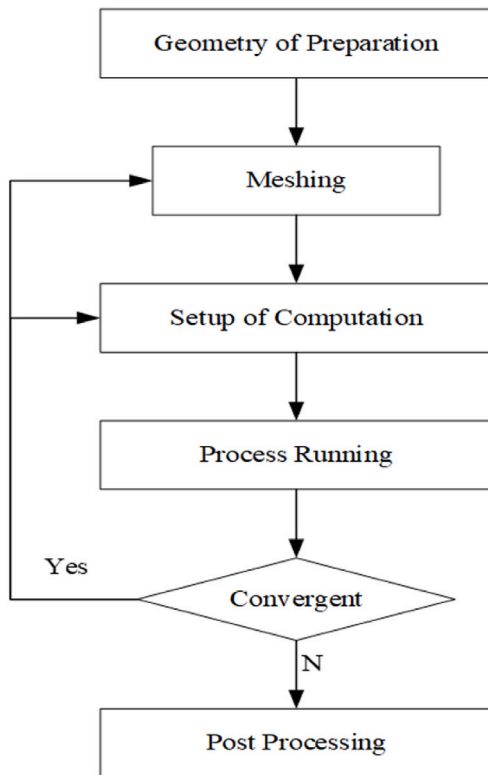 Geometry of Preparation
Meshing
Setup of Computation
Process Running
Yes
Convergent
N
Post Processing